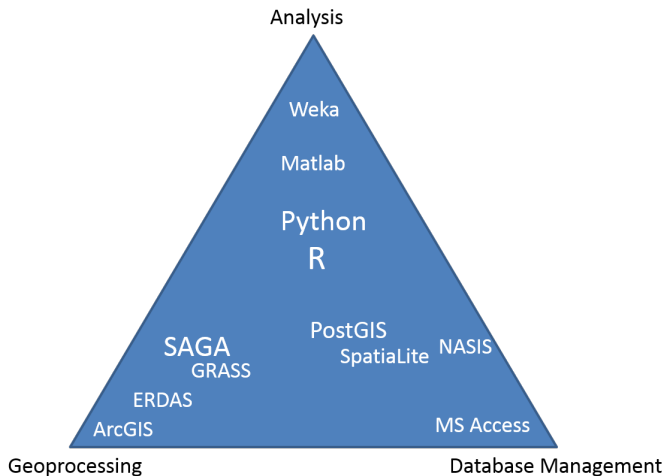 Analysis
Weka
Matlab
Python
R
PostGIS
SAGA
SpatiaLite
NASIS
GRASS
ERDAS
ArcGIS
MS Access
Geoprocessing
Database Management